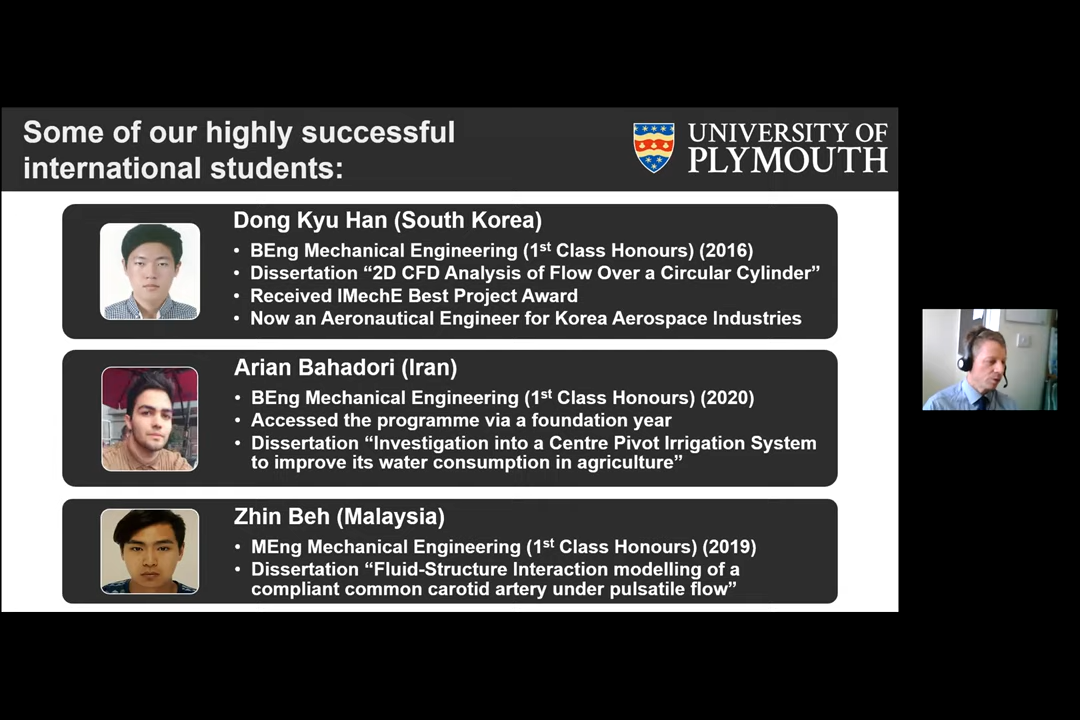 Some of our highly successful
international students:
UNIVERSITY OF
PLYMOUTH
Dong Kyu Han (South Korea)
• BEng Mechanical Engineering (1st Class Honours) (2016)
• Dissertation “2D CFD Analysis of Flow Over a Circular Cylinder”
• Received IMechE Best Project Award
• Now an Aeronautical Engineer for Korea Aerospace Industries
Arian Bahadori (Iran)
• BEng Mechanical Engineering (1st Class Honours) (2020)
• Accessed the programme via a foundation year
• Dissertation “Investigation into a Centre Pivot Irrigation System
to improve its water consumption in agriculture”
Zhin Beh (Malaysia)
• MEng Mechanical Engineering (1st Class Honours) (2019)
• Dissertation “Fluid-Structure Interaction modelling of a
compliant common carotid artery under pulsatile flow”